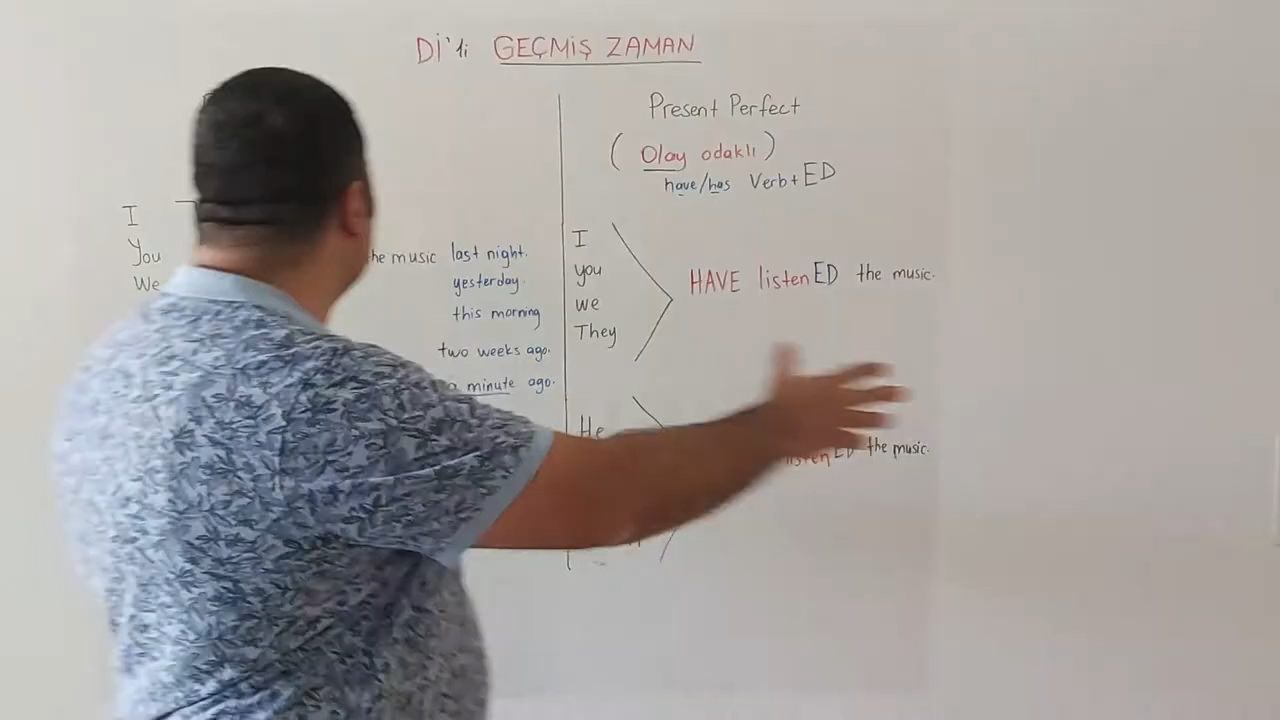 Dİ'li GEÇMİŞ ZAMAN
I
You
We
the music last night.
yesterday.
this morning
two weeks ago.
a minute ago.
Present Perfect
(Olay odaklı)
have/has Verb+ED
I
you
we
They
HAVE listenED the music.
He
listenED the music.